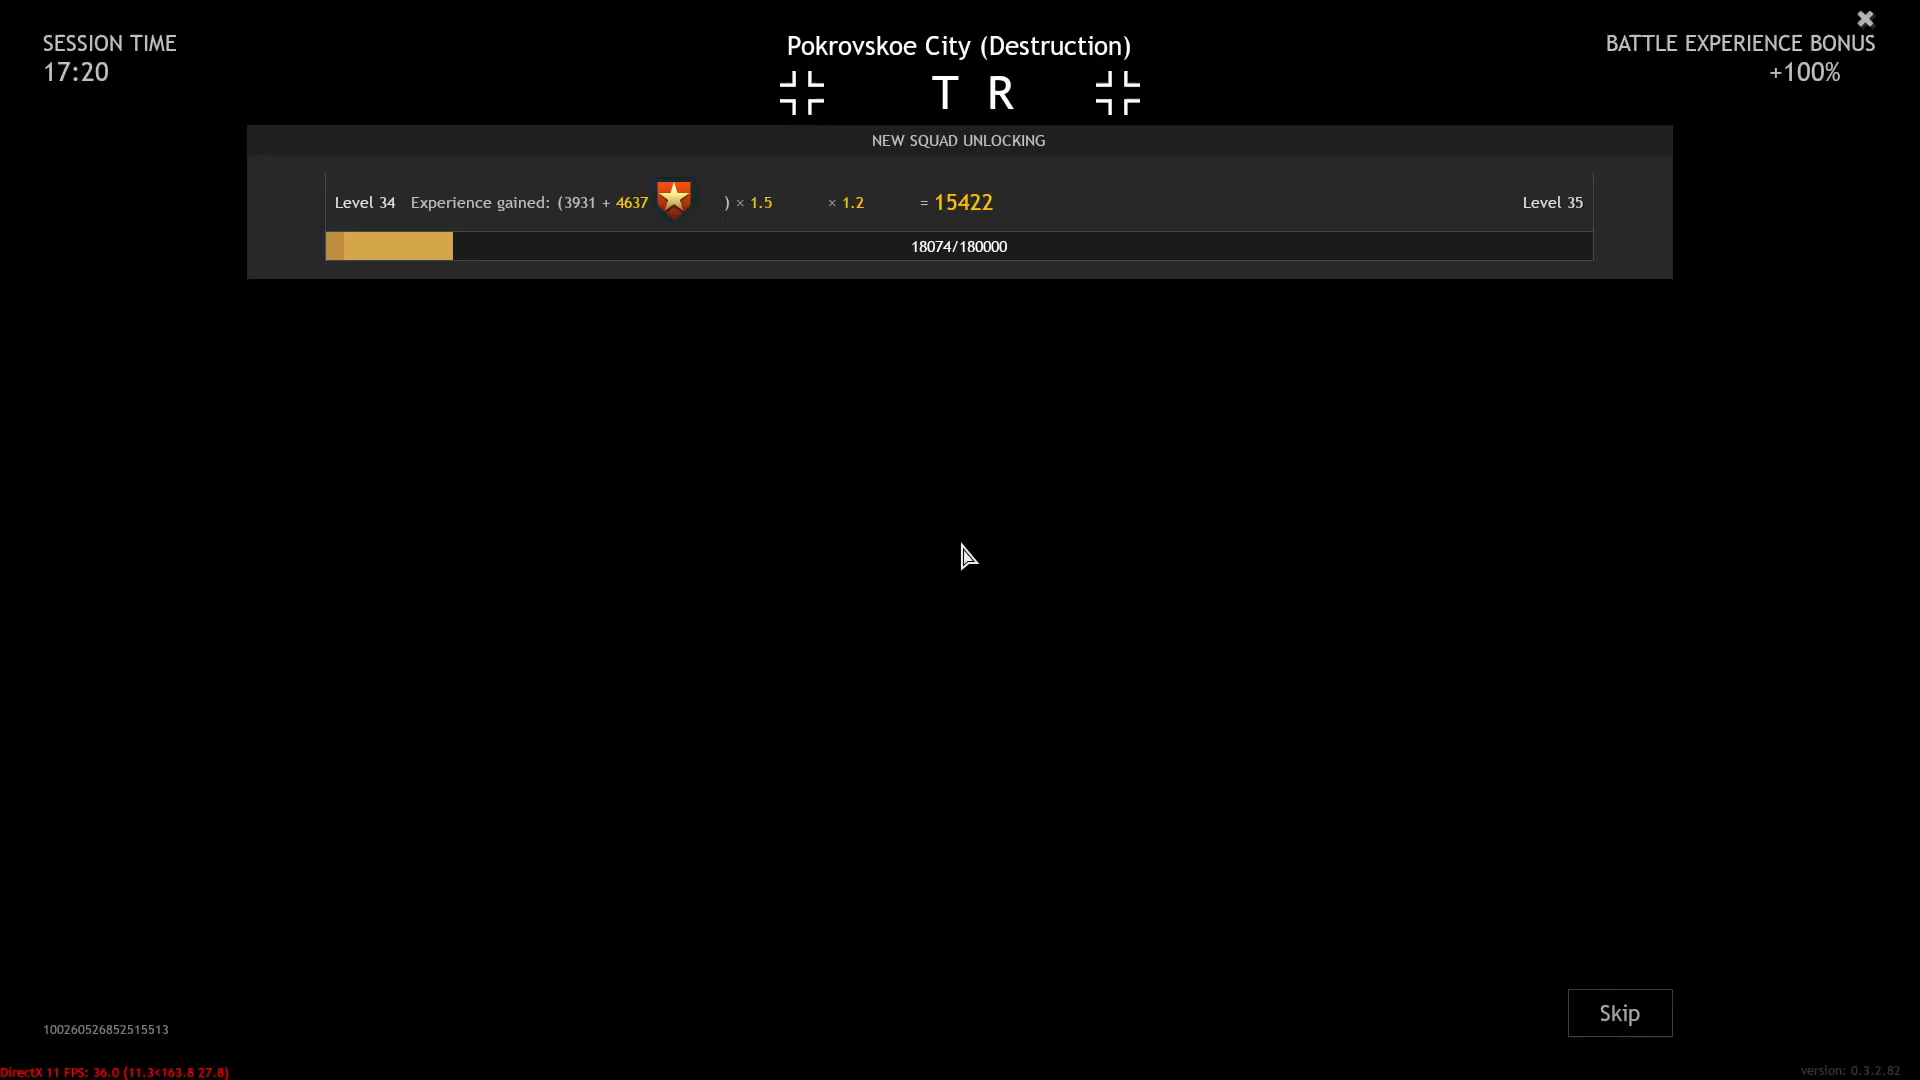 SESSION TIME
17:20
Pokrovskoe City (Destruction)
T R
BATTLE EXPERIENCE BONUS
+100%
NEW SQUAD UNLOCKING
Level 34 Experience gained: (3931 + 4637 ) × 1.5 × 1.2 = 15422 Level 35
18074/180000
Skip
100260526852515513
DirectX 11 FPS: 36.0 (11.3<163.8 27.8)
version: 0.3.2.82